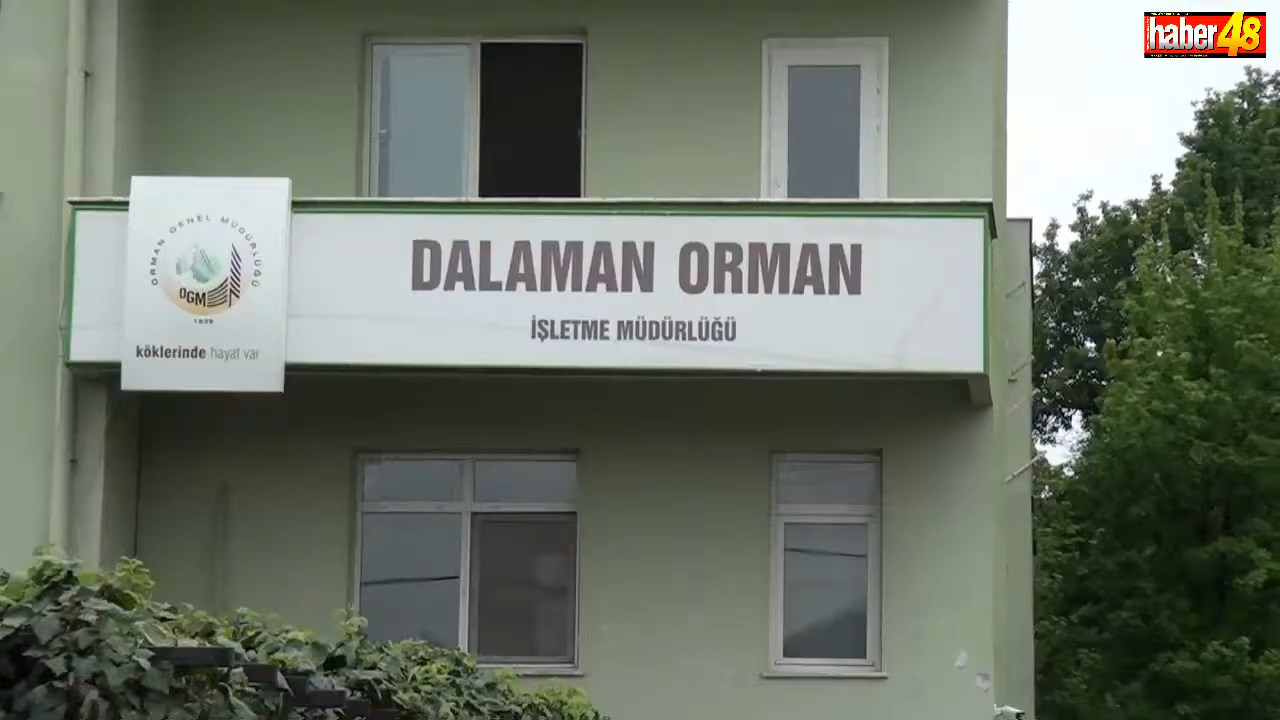 haber48
ORMAN GENEL MÜDÜRLÜĞÜ
OGM
1839
köklerinde hayat var
DALAMAN ORMAN
İŞLETME MÜDÜRLÜĞÜ